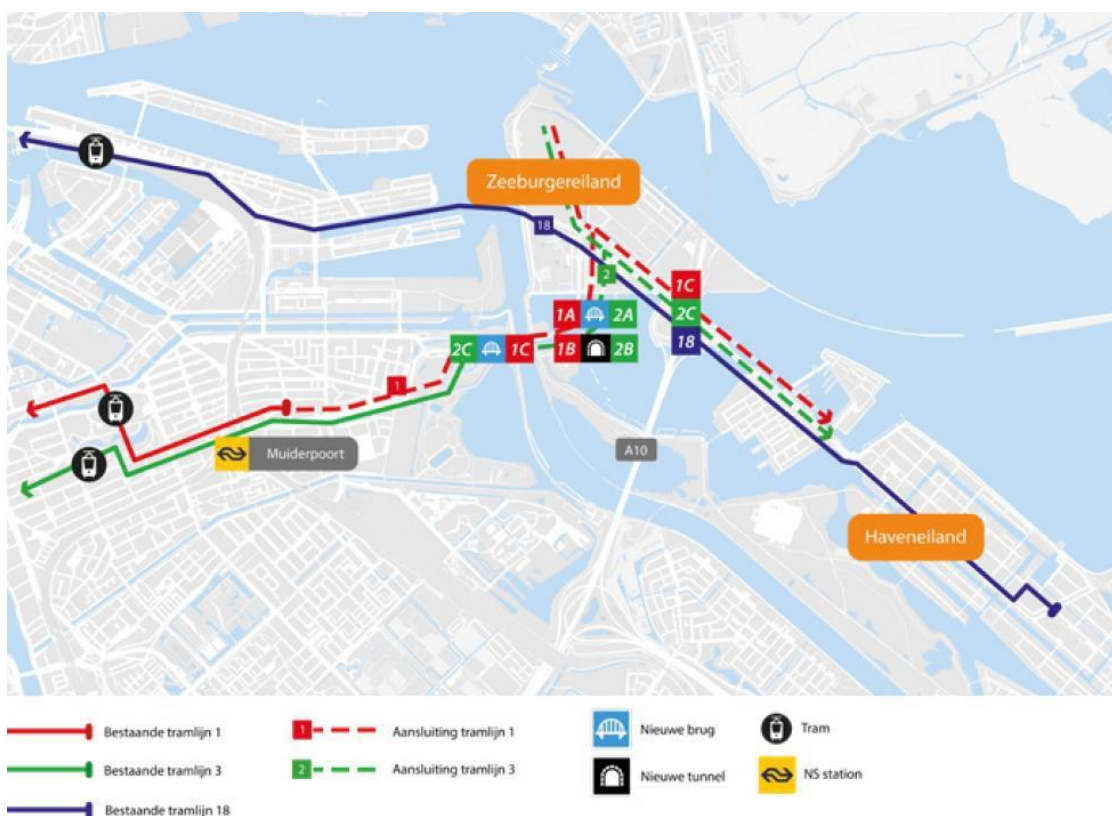 Zeeburgereiland
18
2
1C
2C
18
1A 2A
1B 2B
2C 1C
1
Muiderpoort
A10
Haveneiland
Bestaande tramlijn 1
Bestaande tramlijn 3
Bestaande tramlijn 18
1 Aansluiting tramlijn 1
2 Aansluiting tramlijn 3
Nieuwe brug
Nieuwe tunnel
Tram
NS station